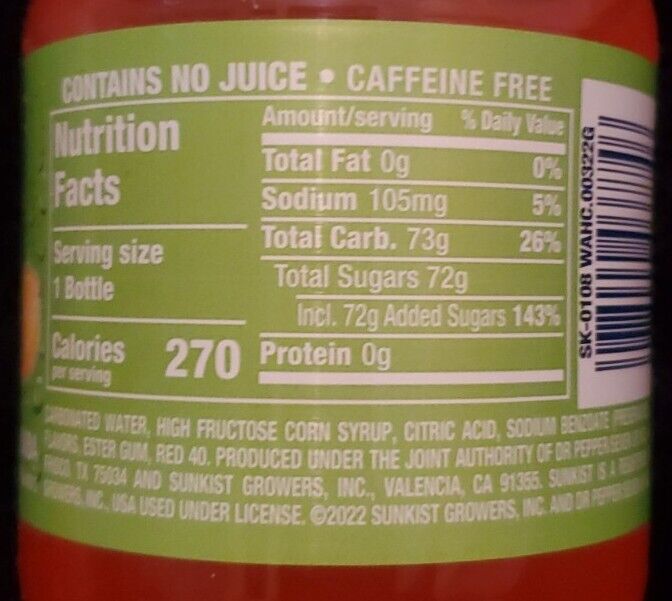 CONTAINS NO JUICE • CAFFEINE FREE
Nutrition
Facts
Serving size
1 Bottle
Calories 270
per serving
Amount/serving % Daily Value
Total Fat 0g 0%
Sodium 105mg 5%
Total Carb. 73g 26%
Total Sugars 72g
Incl. 72g Added Sugars 143%
Protein 0g
SK-0108 WAHC.00322G
CARBONATED WATER, HIGH FRUCTOSE CORN SYRUP, CITRIC ACID, SODIUM BENZOATE
FLAVORS, ESTER GUM, RED 40. PRODUCED UNDER THE JOINT AUTHORITY OF DR PEPPER
TX 75034 AND SUNKIST GROWERS, INC., VALENCIA, CA 91355. SUNKIST IS A
GROWERS, INC., USA USED UNDER LICENSE. ©2022 SUNKIST GROWERS, INC. AND DR PEPPER